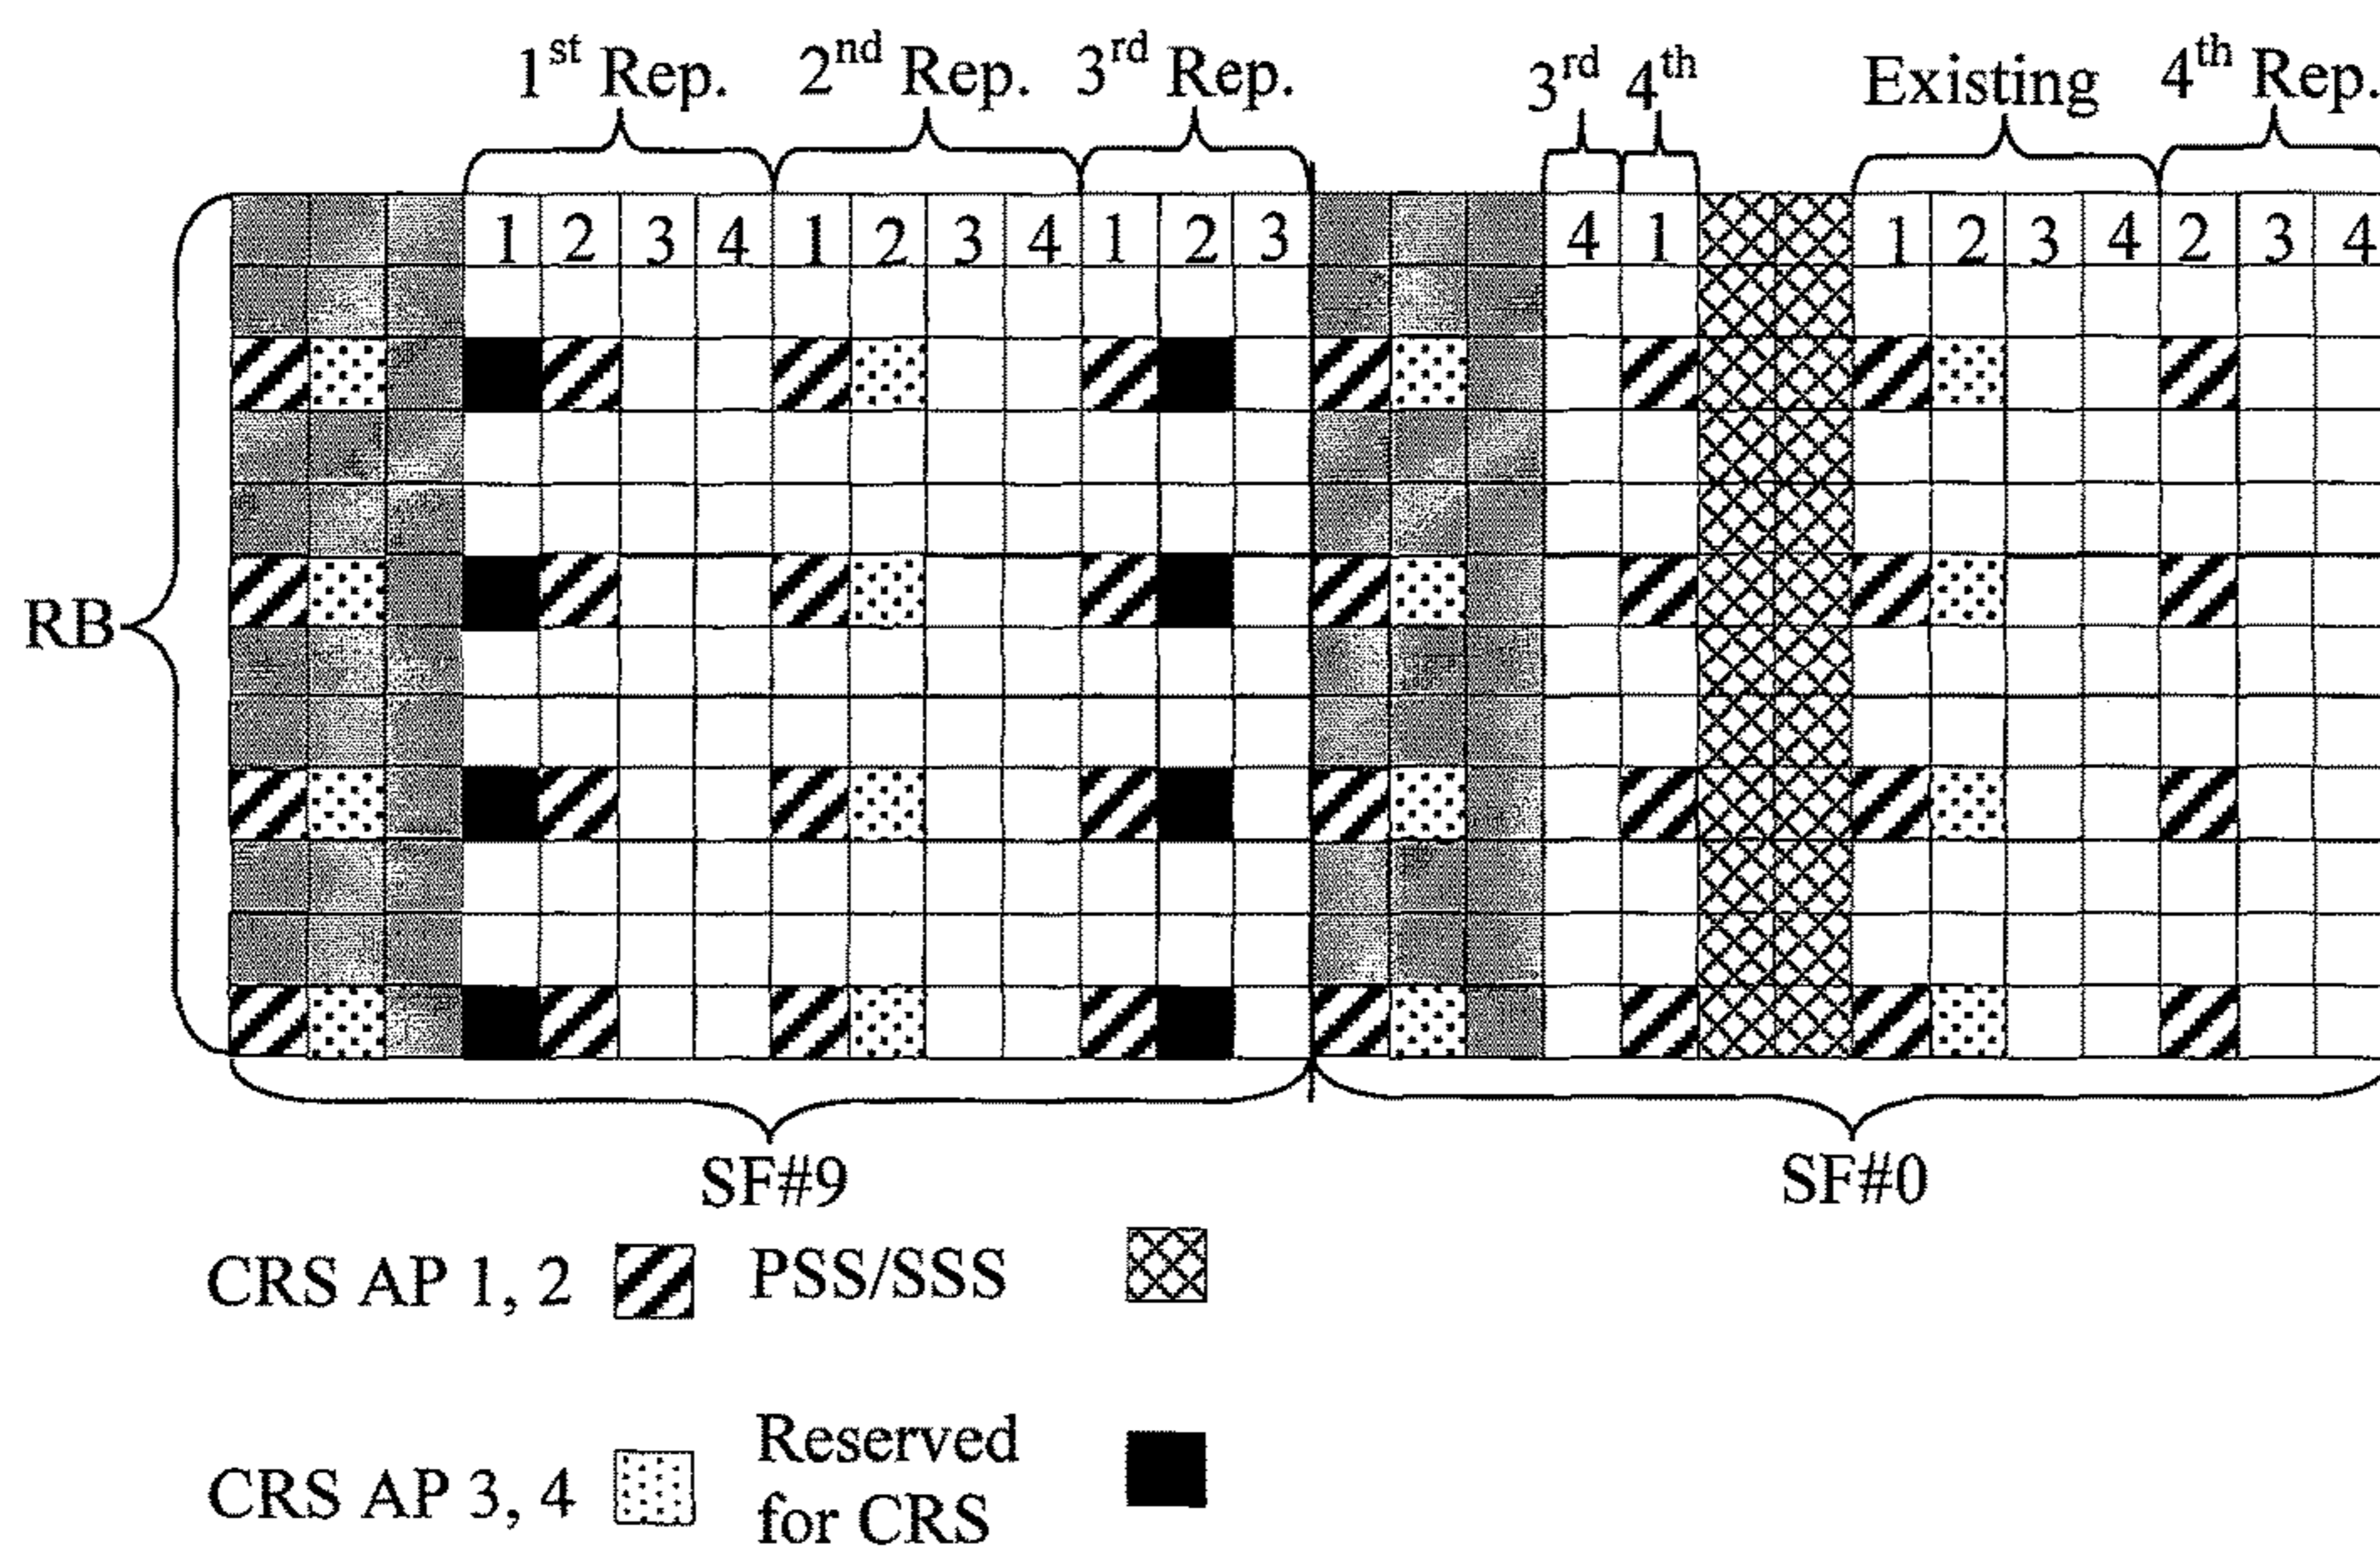 1st Rep. 2nd Rep. 3rd Rep. 3rd 4th Existing 4th Rep.
1 2 3 4 1 2 3 4 1 2 3 4 1 1 2 3 4 2 3 4
RB
SF#9 SF#0
CRS AP 1, 2 PSS/SSS
CRS AP 3, 4 Reserved
for CRS